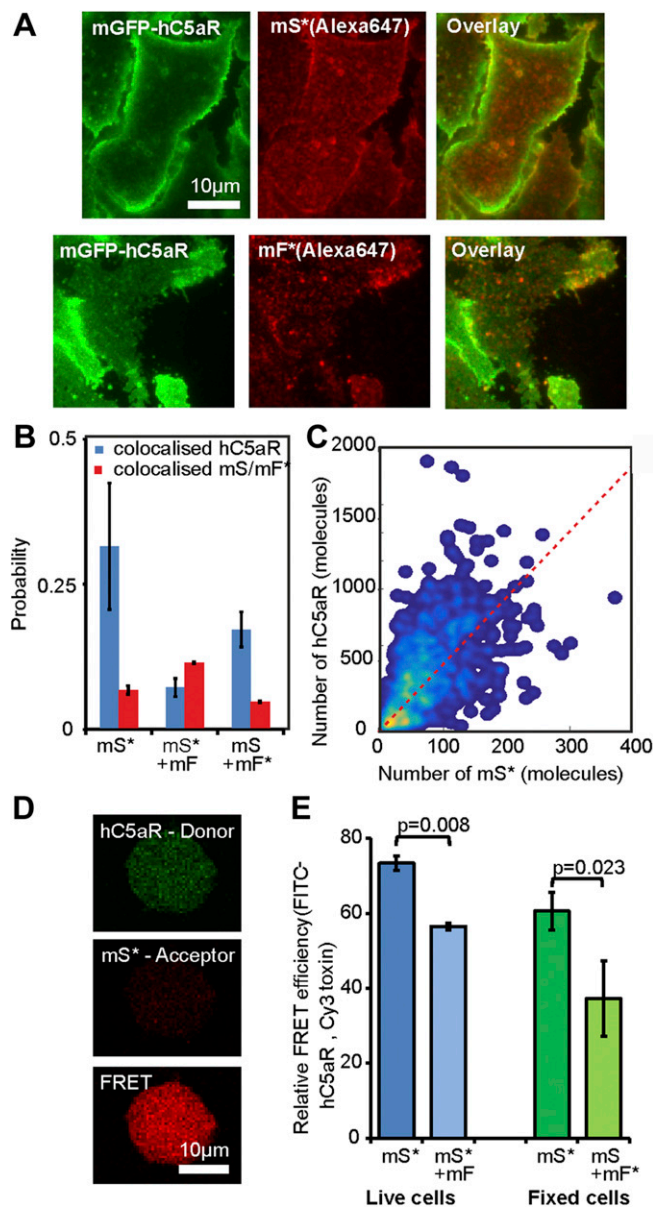 A
mGFP-hC5aR
mS*(Alexa647)
Overlay
10µm
mGFP-hC5aR
mF*(Alexa647)
Overlay
B
0.5
0.25
0
Probability
colocalised hC5aR
colocalised mS/mF*
mS*
mS*
+mF
mS
+mF*
C
2000
1500
1000
500
0
Number of hC5aR (molecules)
0
100
200
300
400
Number of mS* (molecules)
D
hC5aR - Donor
mS* - Acceptor
FRET
10µm
E
80
60
40
20
0
Relative FRET efficiency (FITC-
hC5aR , Cy3 toxin)
p=0.008
p=0.023
mS*
mS*
+mF
mS*
mS
+mF*
Live cells
Fixed cells